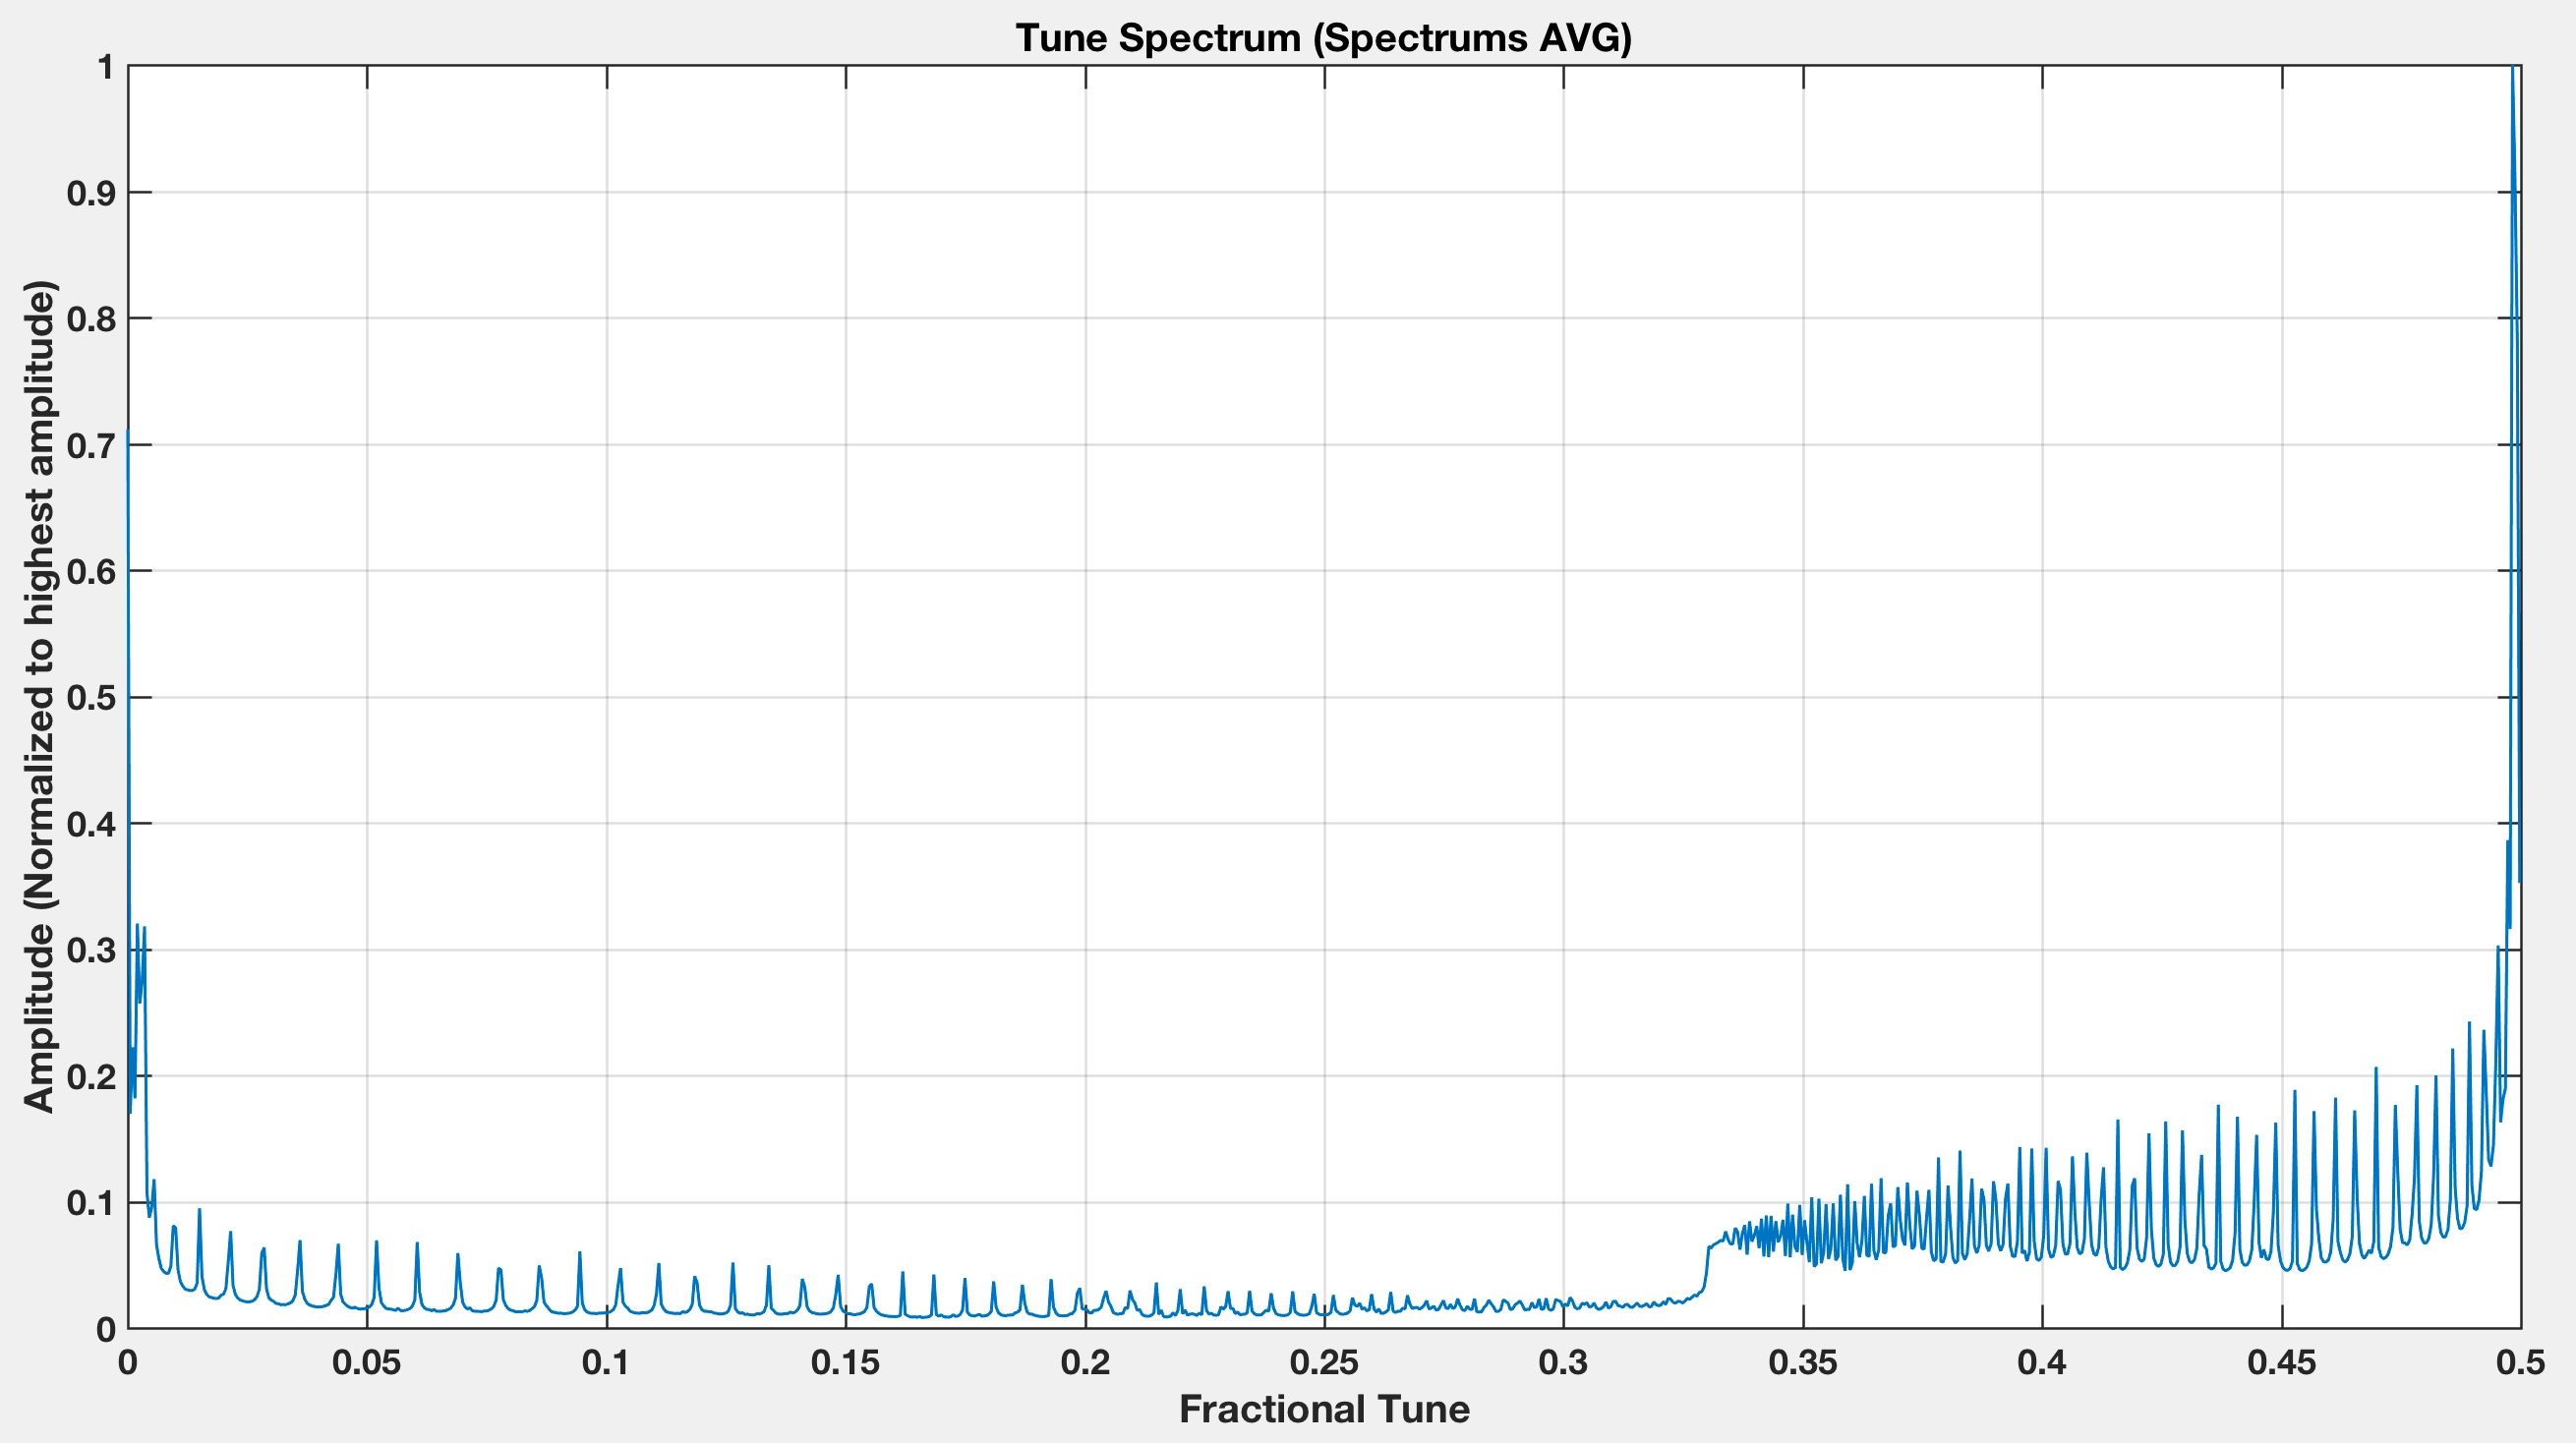 Tune Spectrum (Spectrums AVG)
Amplitude (Normalized to highest amplitude)
1
0.9
0.8
0.7
0.6
0.5
0.4
0.3
0.2
0.1
0
0 0.05 0.1 0.15 0.2 0.25 0.3 0.35 0.4 0.45 0.5
Fractional Tune